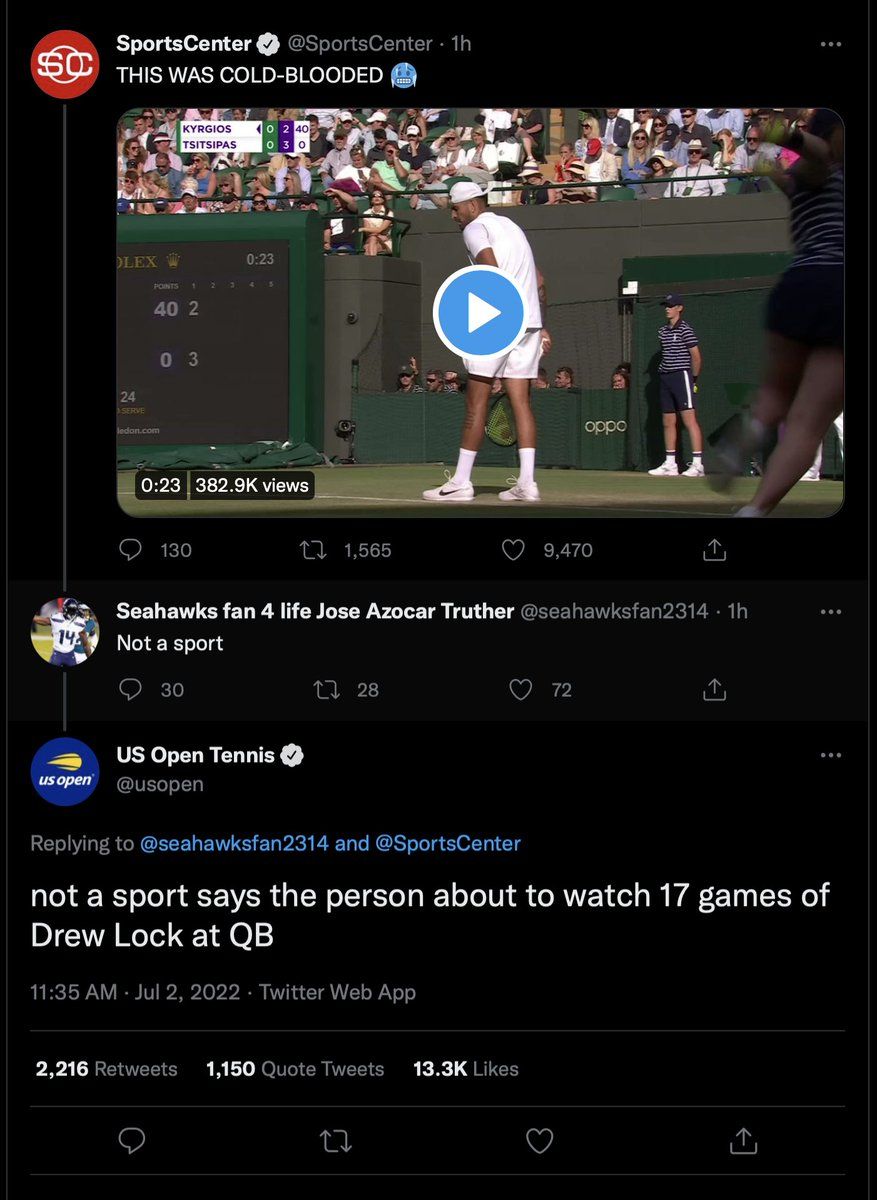 SC
SportsCenter @SportsCenter · 1h
THIS WAS COLD-BLOODED 🥶
KYRGIOS 0 2 40
TSITSIPAS 0 3 0
OLEX 0:23
POINTS 1 2 3 4 5
40 2
0 3
24
SERVE
ledon.com
oppo
0:23 382.9K views
130 1,565 9,470
Seahawks fan 4 life Jose Azocar Truther @seahawksfan2314 · 1h
Not a sport
14
30 28 72
US Open Tennis
us open
@usopen
Replying to @seahawksfan2314 and @SportsCenter
not a sport says the person about to watch 17 games of
Drew Lock at QB
11:35 AM · Jul 2, 2022 · Twitter Web App
2,216 Retweets 1,150 Quote Tweets 13.3K Likes